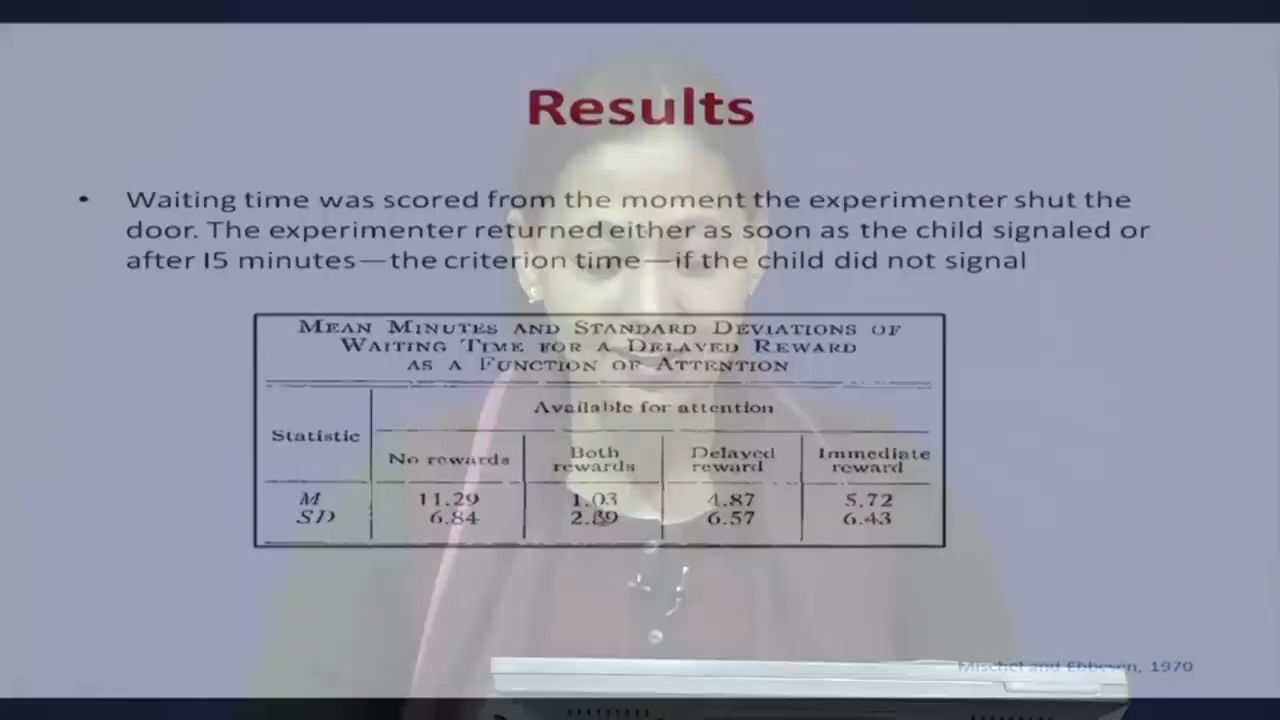 Results
• Waiting time was scored from the moment the experimenter shut the
door. The experimenter returned either as soon as the child signaled or
after 15 minutes—the criterion time—if the child did not signal
MEAN MINUTES AND STANDARD DEVIATIONS OF
WAITING TIME FOR A DELAYED REWARD
AS A FUNCTION OF ATTENTION
Statistic
Available for attention
No rewards
Both
rewards
Delayed
reward
Immediate
reward
M 11.29 1.03 4.87 5.72
SD 6.84 2.39 6.57 6.43
Mischel and Ebbesen, 1970